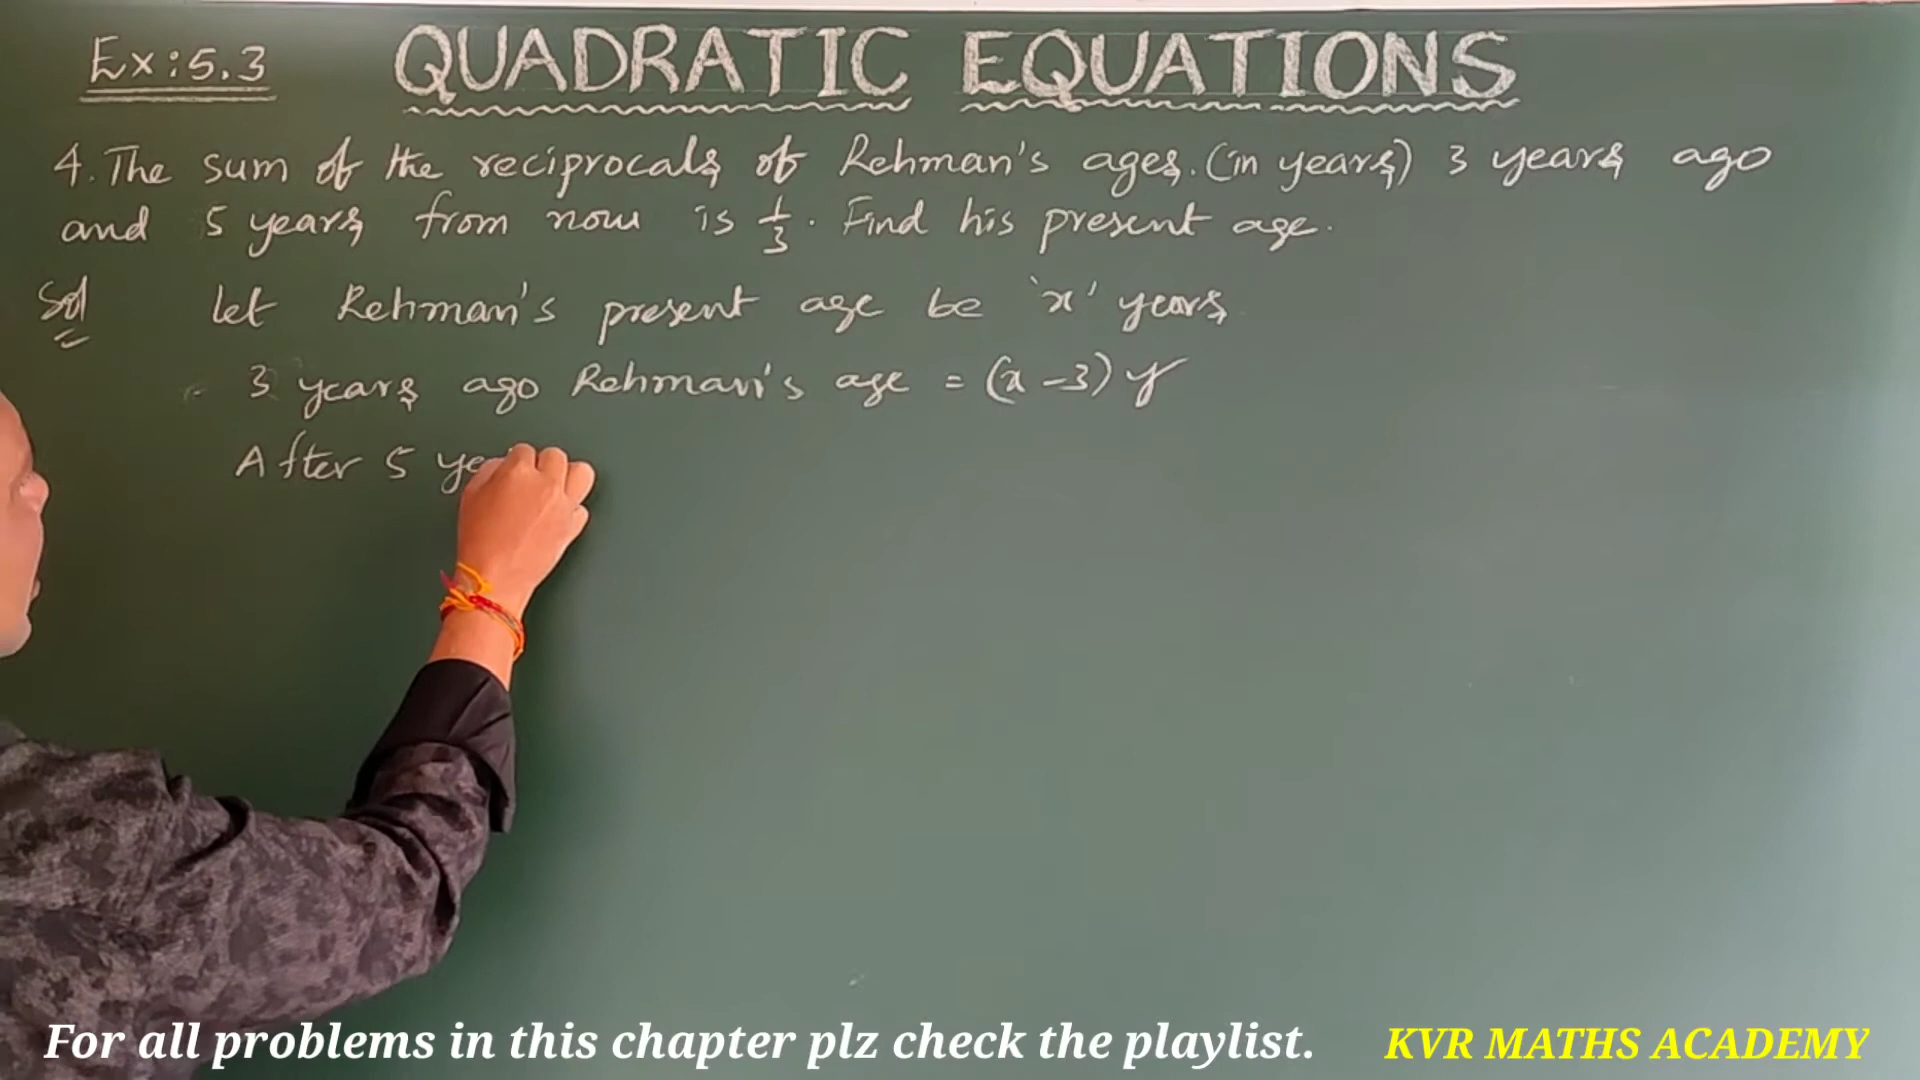 Ex:5.3 QUADRATIC EQUATIONS
4. The sum of the reciprocals of Rehman's ages. (in years) 3 years ago
and 5 years from now is 1/3. Find his present age.
Sol Let Rehman's present age be 'x' years
3 years ago Rehman's age = (x-3) y
After 5 ye
For all problems in this chapter plz check the playlist. KVR MATHS ACADEMY